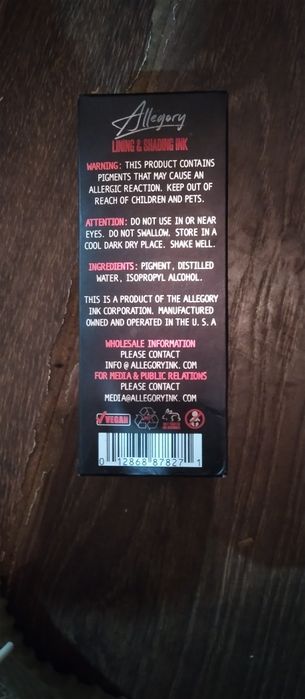 Allegory
LINING & SHADING INK
WARNING: THIS PRODUCT CONTAINS
PIGMENTS THAT MAY CAUSE AN
ALLERGIC REACTION. KEEP OUT OF
REACH OF CHILDREN AND PETS.
ATTENTION: DO NOT USE IN OR NEAR
EYES. DO NOT SWALLOW. STORE IN A
COOL DARK DRY PLACE. SHAKE WELL.
INGREDIENTS: PIGMENT, DISTILLED
WATER, ISOPROPYL ALCOHOL.
THIS IS A PRODUCT OF THE ALLEGORY
INK CORPORATION. MANUFACTURED
OWNED AND OPERATED IN THE U. S. A
WHOLESALE INFORMATION
PLEASE CONTACT
INFO @ ALLEGORYINK. COM
FOR MEDIA & PUBLIC RELATIONS
PLEASE CONTACT
MEDIA@ALLEGORYINK. COM
VEGAN
0 12868 87827 1